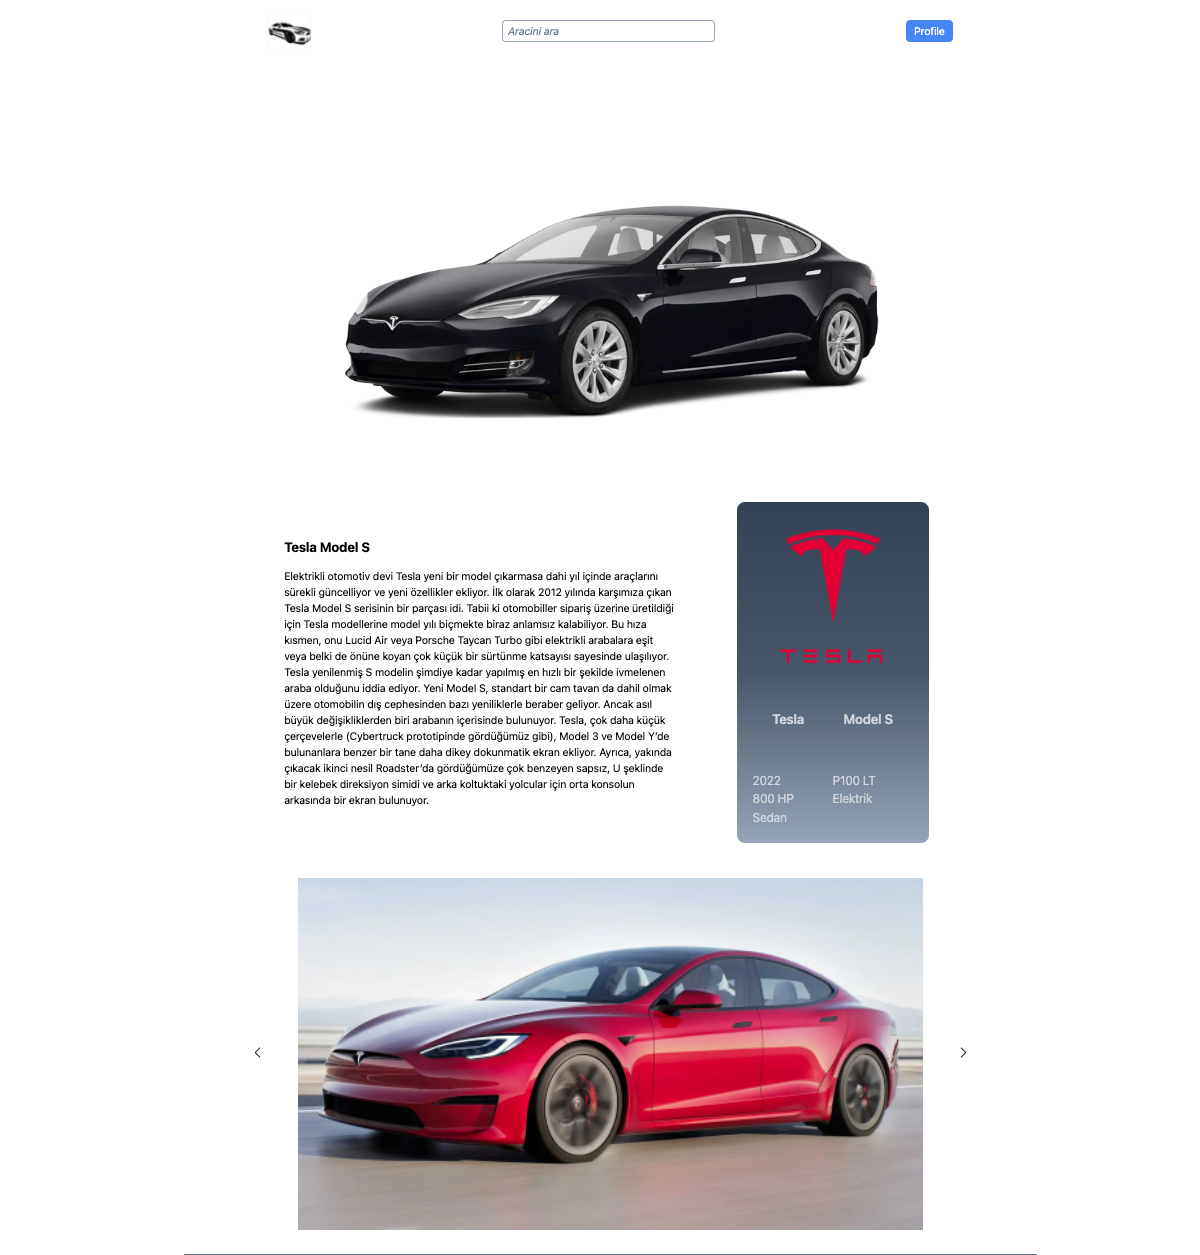 Aracini ara
Profile
Tesla Model S
Elektrikli otomotiv devi Tesla yeni bir model çıkarmasa dahi yıl içinde araçlarını
sürekli güncelliyor ve yeni özellikler ekliyor. İlk olarak 2012 yılında karşımıza çıkan
Tesla Model S serisinin bir parçası idi. Tabii ki otomobiller sipariş üzerine üretildiği
için Tesla modellerine model yılı biçmekte biraz anlamsız kalabiliyor. Bu hıza
kısmen, onu Lucid Air veya Porsche Taycan Turbo gibi elektrikli arabalara eşit
veya belki de önüne koyan çok küçük bir sürtünme katsayısı sayesinde ulaşılıyor.
Tesla yenilenmiş S modelin şimdiye kadar yapılmış en hızlı bir şekilde ivmelenen
araba olduğunu iddia ediyor. Yeni Model S, standart bir cam tavan da dahil olmak
üzere otomobilin dış cephesinden bazı yeniliklerle beraber geliyor. Ancak asıl
büyük değişikliklerden biri arabanın içerisinde bulunuyor. Tesla, çok daha küçük
çerçevelerle (Cybertruck prototipinde gördüğümüz gibi), Model 3 ve Model Y’de
bulunanlara benzer bir tane daha dikey dokunmatik ekran ekliyor. Ayrıca, yakında
çıkacak ikinci nesil Roadster’da gördüğümüze çok benzeyen sapsız, U şeklinde
bir kelebek direksiyon simidi ve arka koltuktaki yolcular için orta konsolun
arkasında bir ekran bulunuyor.
TESLA
Tesla Model S
2022 P100 LT
800 HP Elektrik
Sedan